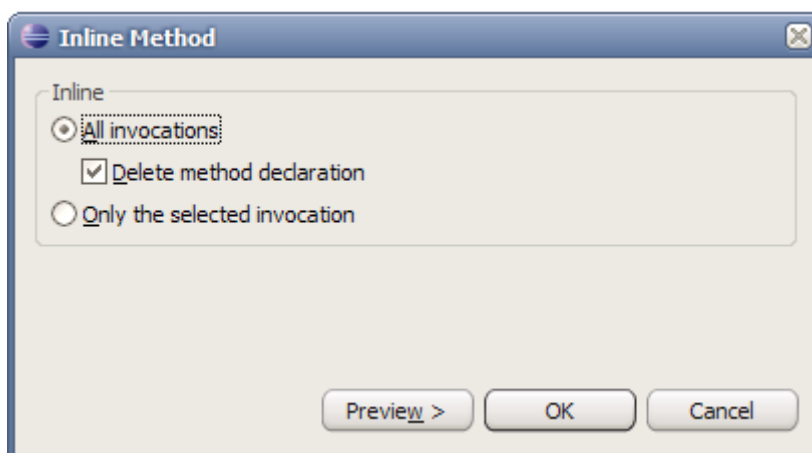 Inline Method
Inline
All invocations
Delete method declaration
Only the selected invocation
Preview >
OK
Cancel